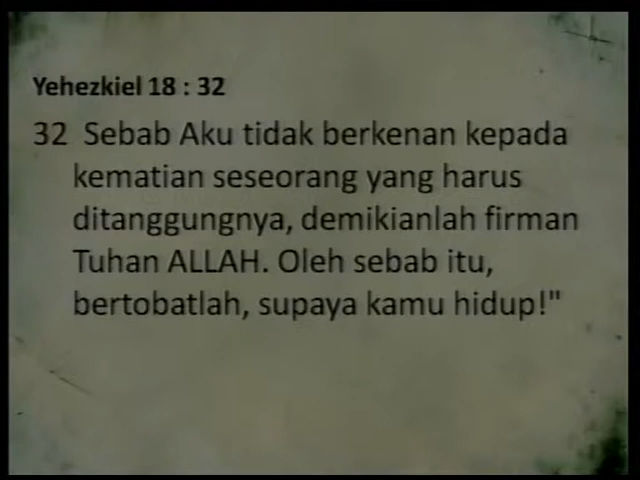 Yehezkiel 18 : 32
32 Sebab Aku tidak berkenan kepada
kematian seseorang yang harus
ditanggungnya, demikianlah firman
Tuhan ALLAH. Oleh sebab itu,
bertobatlah, supaya kamu hidup!"